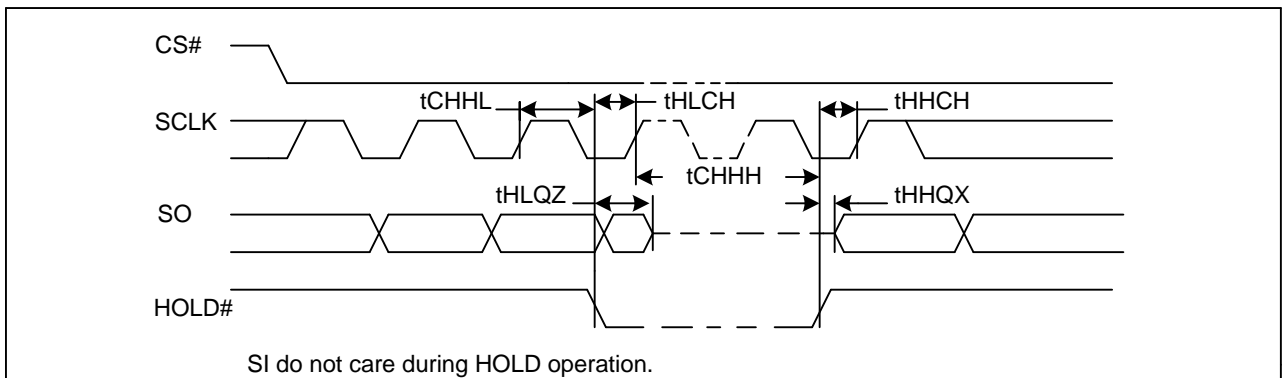 CS#
tCHHL
tHLCH
tHHCH
SCLK
tCHHH
tHLQZ
tHHQX
SO
HOLD#
SI do not care during HOLD operation.